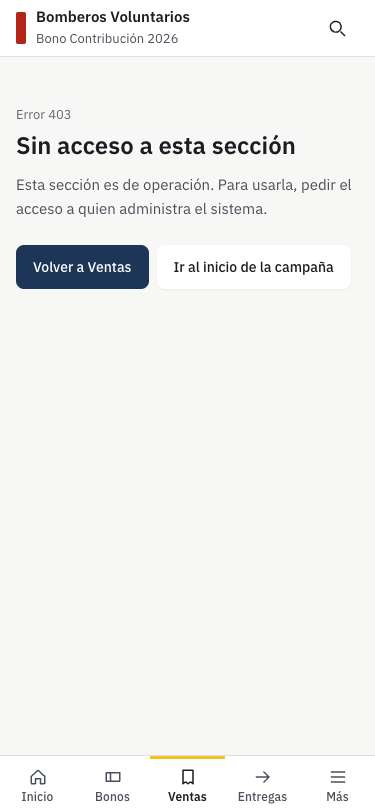 Bomberos Voluntarios
Bono Contribución 2026
Error 403
Sin acceso a esta sección
Esta sección es de operación. Para usarla, pedir el
acceso a quien administra el sistema.
Volver a Ventas
Ir al inicio de la campaña
Inicio
Bonos
Ventas
Entregas
Más